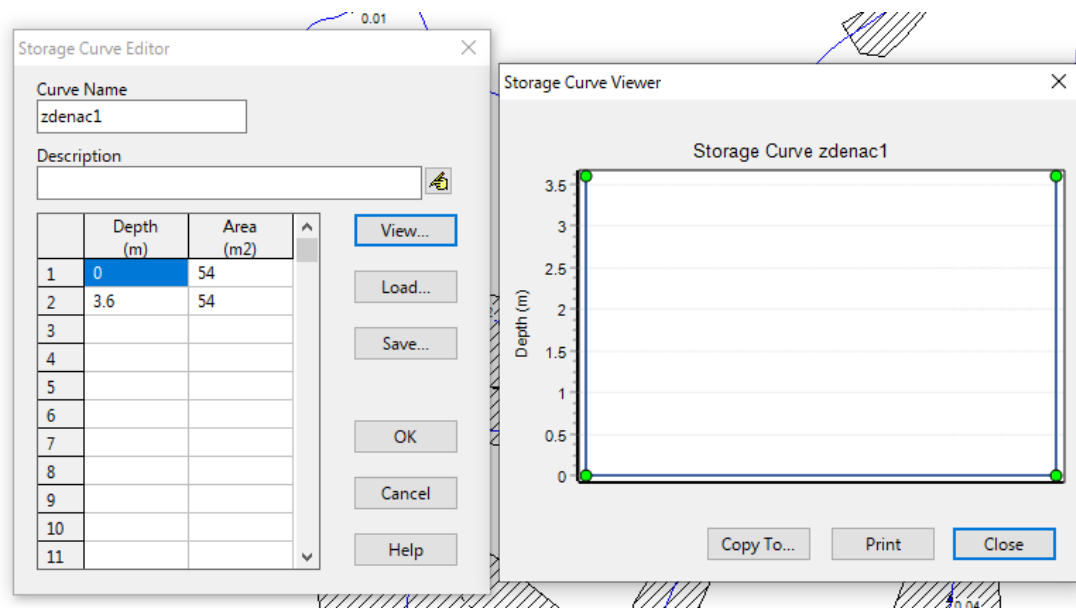 0.01
Storage Curve Editor
Curve Name
zdenac1
Description
Depth (m) Area (m2)
1 0 54
2 3.6 54
3
4
5
6
7
8
9
10
11
View...
Load...
Save...
OK
Cancel
Help
Storage Curve Viewer
Storage Curve zdenac1
Depth (m)
3.5
3
2.5
2
1.5
1
0.5
0
Copy To... Print Close
0.04